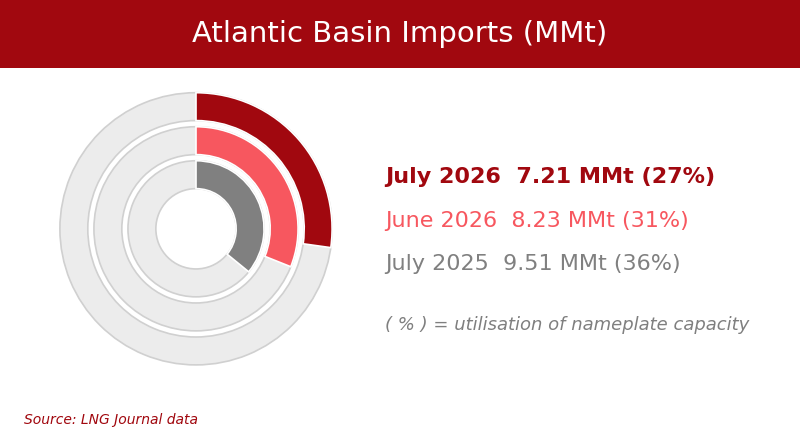 Atlantic Basin Imports (MMt)
July 2026  7.21 MMt (27%)
June 2026  8.23 MMt (31%)
July 2025  9.51 MMt (36%)
( % ) = utilisation of nameplate capacity
Source: LNG Journal data